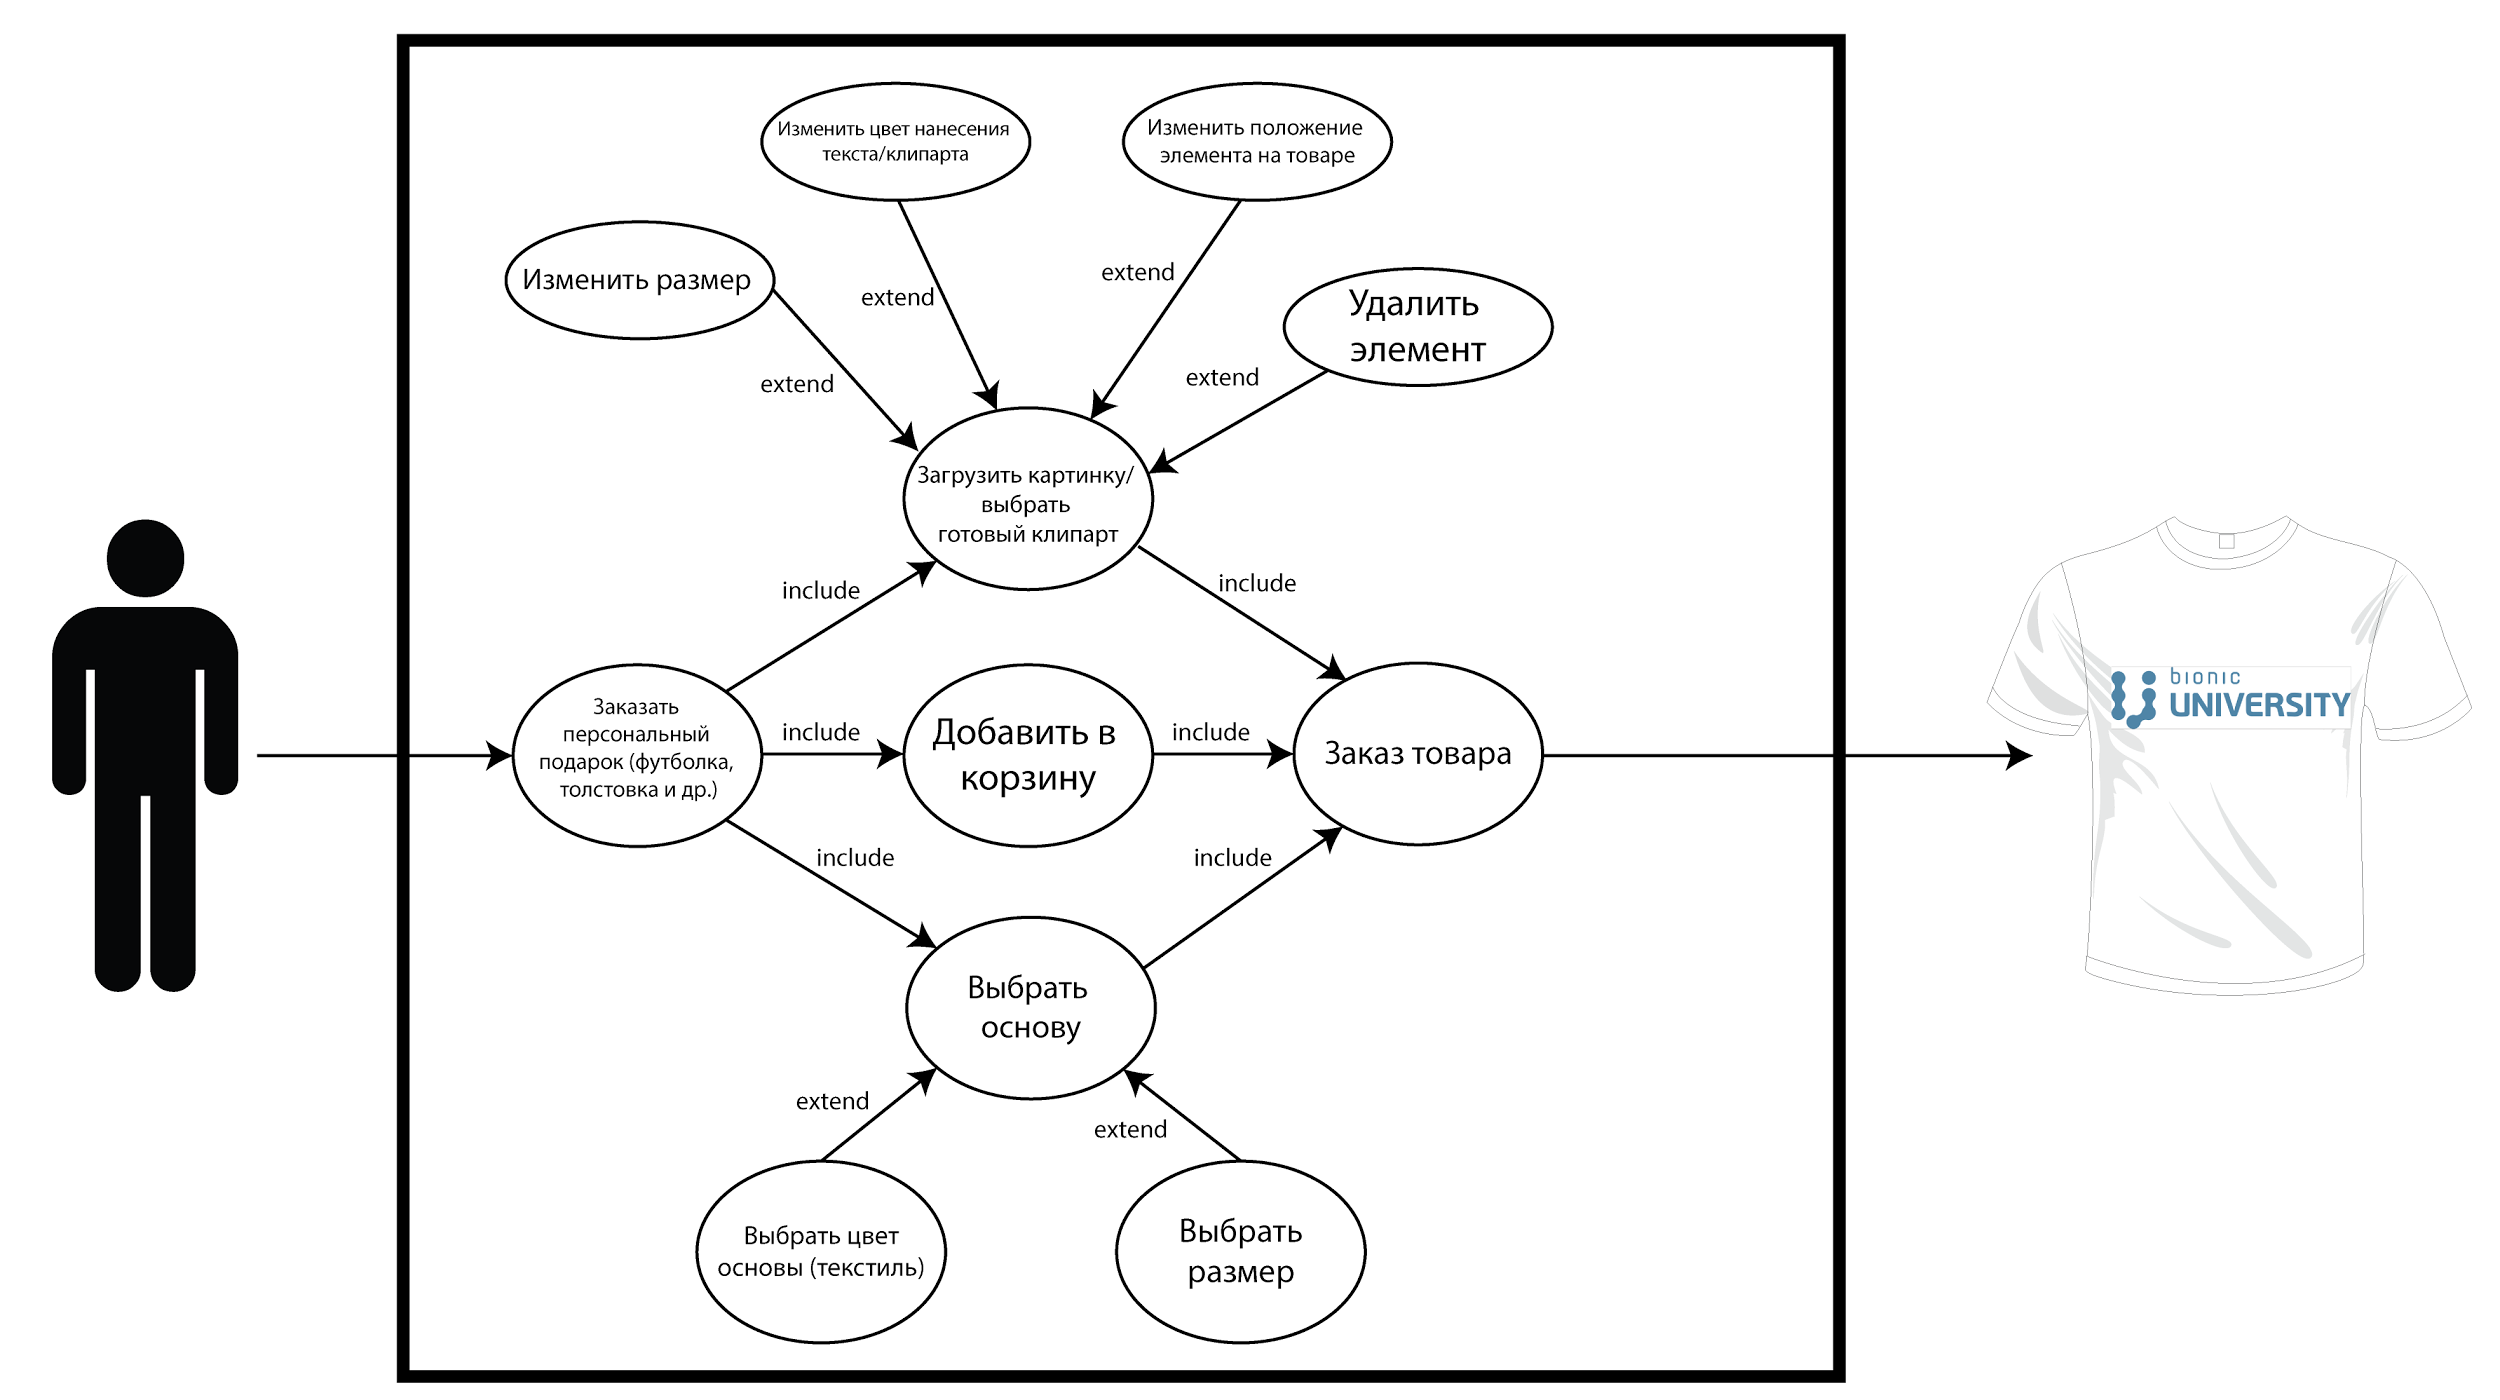 Изменить цвет нанесения
текста/клипарта
Изменить положение
элемента на товаре
Изменить размер
extend
extend
Удалить
элемент
extend
extend
Загрузить картинку/
выбрать
готовый клипарт
include
include
Заказать
персональный
подарок (футболка,
толстовка и др.)
include
Добавить в
корзину
include
Заказ товара
bionic
UNIVERSITY
include
include
Выбрать
основу
extend
extend
Выбрать цвет
основы (текстиль)
Выбрать
размер